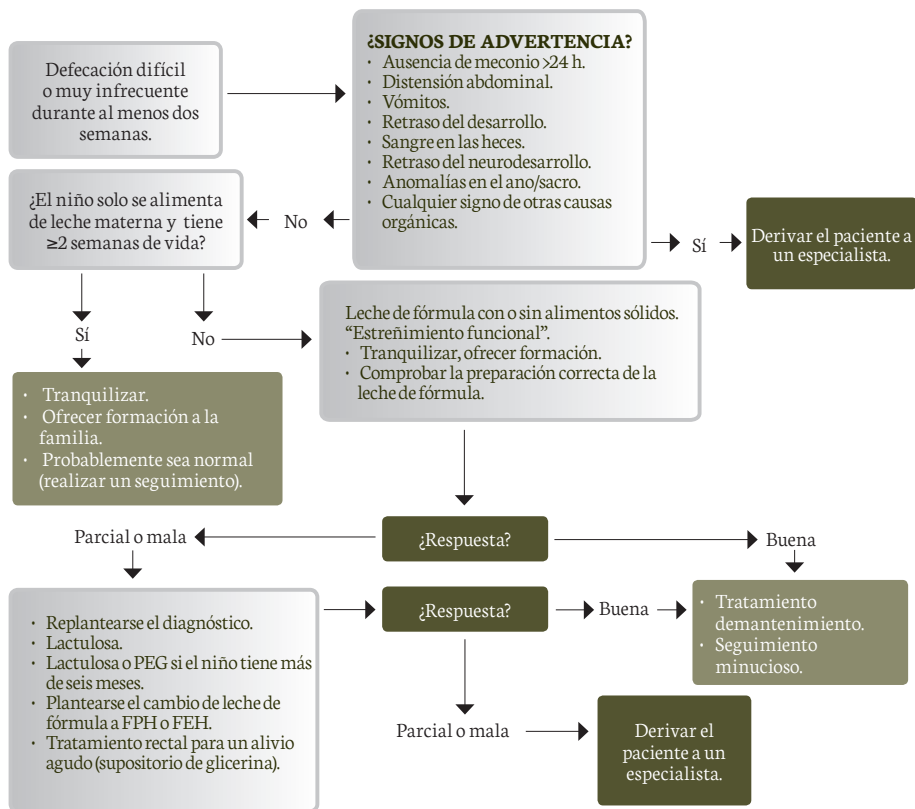 Defecación difícil
o muy infrecuente
durante al menos dos
semanas.
¿SIGNOS DE ADVERTENCIA?
· Ausencia de meconio >24 h.
· Distensión abdominal.
· Vómitos.
· Retraso del desarrollo.
· Sangre en las heces.
· Retraso del neurodesarrollo.
· Anomalías en el ano/sacro.
· Cualquier signo de otras causas
orgánicas.
¿El niño solo se alimenta
de leche materna y tiene
≥2 semanas de vida?
No
Sí
Derivar el paciente a
un especialista.
Sí
No
Leche de fórmula con o sin alimentos sólidos.
“Estreñimiento funcional”.
· Tranquilizar, ofrecer formación.
· Comprobar la preparación correcta de la
leche de fórmula.
· Tranquilizar.
· Ofrecer formación a la
familia.
· Probablemente sea normal
(realizar un seguimiento).
Parcial o mala
¿Respuesta?
Buena
· Replantearse el diagnóstico.
· Lactulosa.
· Lactulosa o PEG si el niño tiene más
de seis meses.
· Plantearse el cambio de leche de
fórmula a FPH o FEH.
· Tratamiento rectal para un alivio
agudo (supositorio de glicerina).
¿Respuesta?
Buena
· Tratamiento
demantenimiento.
· Seguimiento
minucioso.
Parcial o mala
Derivar el
paciente a un
especialista.